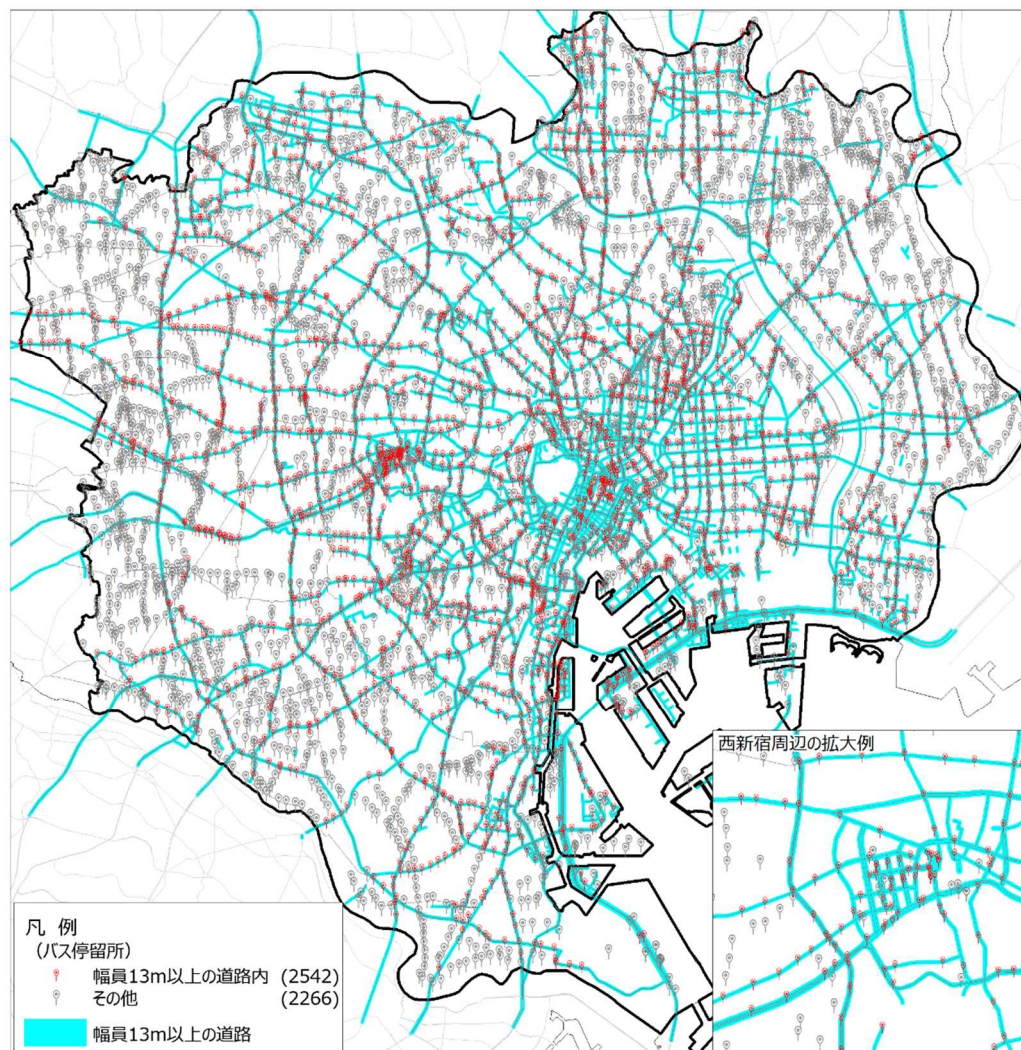 西新宿周辺の拡大例
凡 例
(バス停留所)
幅員13m以上の道路内 (2542)
その他 (2266)
幅員13m以上の道路